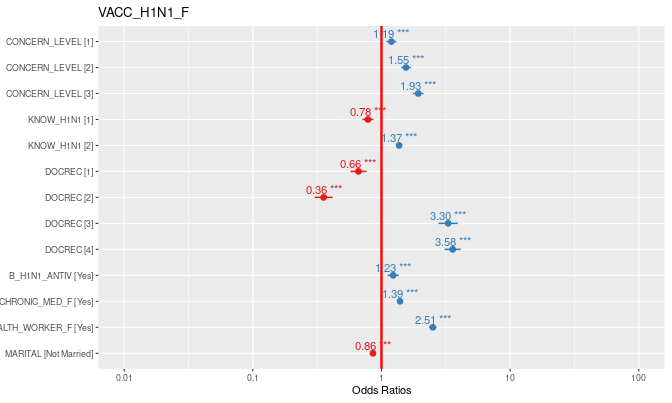 VACC_H1N1_F
CONCERN_LEVEL [1]
1.19 ***
CONCERN_LEVEL [2]
1.55 ***
CONCERN_LEVEL [3]
1.93 ***
KNOW_H1N1 [1]
0.78 ***
KNOW_H1N1 [2]
1.37 ***
DOCREC [1]
0.66 ***
DOCREC [2]
0.36 ***
DOCREC [3]
3.30 ***
DOCREC [4]
3.58 ***
B_H1N1_ANTIV [Yes]
1.23 ***
CHRONIC_MED_F [Yes]
1.39 ***
ALTH_WORKER_F [Yes]
2.51 ***
MARITAL [Not Married]
0.86 ***
0.01 0.1 1 10 100
Odds Ratios